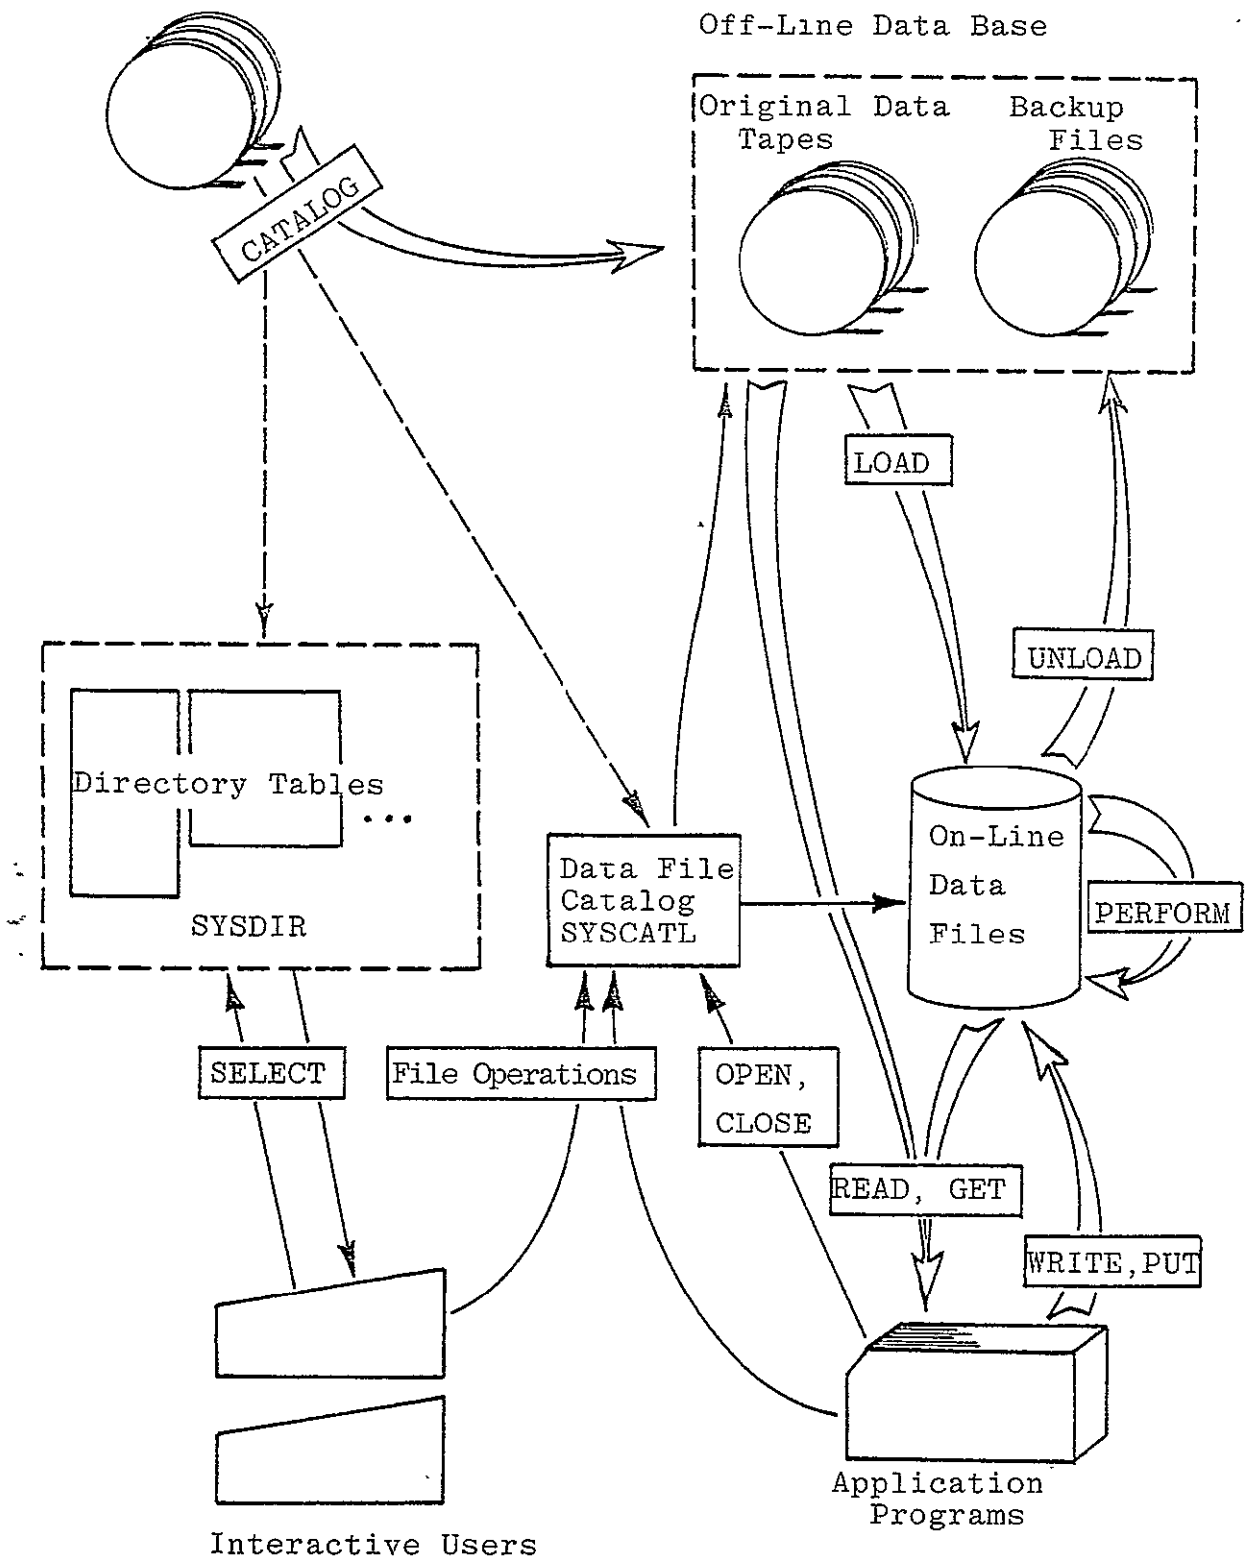 Off-Line Data Base
Original Data
Tapes
Backup
Files
CATALOG
LOAD
UNLOAD
Directory Tables
...
SYSDIR
Data File
Catalog
SYSCATL
On-Line
Data
Files
PERFORM
SELECT
File Operations
OPEN,
CLOSE
READ, GET
WRITE,PUT
Application
Programs
Interactive Users